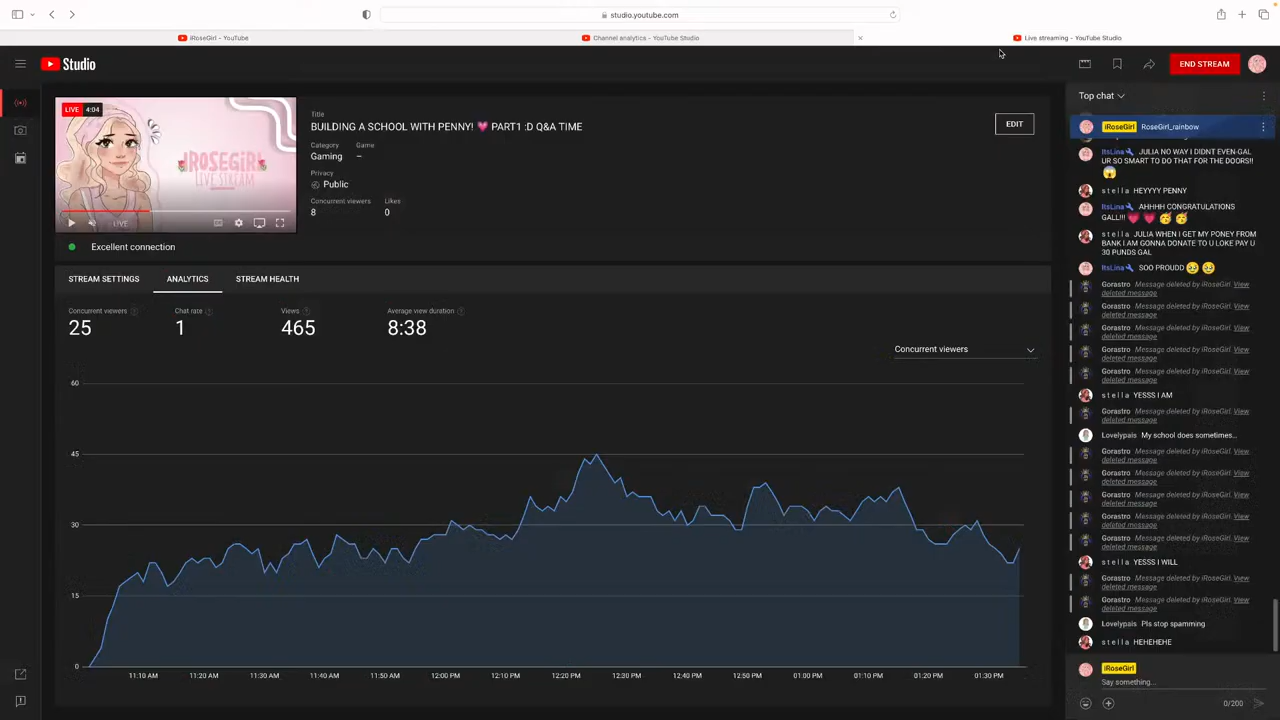 studio.youtube.com
iRoseGirl - YouTube
Channel analytics - YouTube Studio
Live streaming - YouTube Studio
Studio
END STREAM
LIVE 4:04
IROSEGIRL
LIVE STREAM
LIVE
Title
BUILDING A SCHOOL WITH PENNY! 💗 PART1 :D Q&A TIME
EDIT
Category Game
Gaming –
Privacy
Public
Concurrent viewers Likes
8 0
Excellent connection
STREAM SETTINGS ANALYTICS STREAM HEALTH
Concurrent viewers Chat rate Views Average view duration
25 1 465 8:38
Concurrent viewers
60
45
30
15
0
11:10 AM 11:20 AM 11:30 AM 11:40 AM 11:50 AM 12:00 PM 12:10 PM 12:20 PM 12:30 PM 12:40 PM 12:50 PM 01:00 PM 01:10 PM 01:20 PM 01:30 PM
Top chat
iRoseGirl RoseGirl_rainbow
ItsLina JULIA NO WAY I DIDNT EVEN-GAL
UR SO SMART TO DO THAT FOR THE DOORS!!
😱
s t e l l a HEYYYY PENNY
ItsLina AHHHH CONGRATULATIONS
GALL!!! 💗 💗 🥳 🥳
s t e l l a JULIA WHEN I GET MY PONEY FROM
BANK I AM GONNA DONATE TO U LOKE PAY U
30 PUNDS GAL
ItsLina SOO PROUDD 🥹 🥹
Gorastro Message deleted by iRoseGirl. View
deleted message
Gorastro Message deleted by iRoseGirl. View
deleted message
Gorastro Message deleted by iRoseGirl. View
deleted message
Gorastro Message deleted by iRoseGirl. View
deleted message
Gorastro Message deleted by iRoseGirl. View
deleted message
s t e l l a YESSS I AM
Gorastro Message deleted by iRoseGirl. View
deleted message
Lovelypais My school does sometimes...
Gorastro Message deleted by iRoseGirl. View
deleted message
Gorastro Message deleted by iRoseGirl. View
deleted message
Gorastro Message deleted by iRoseGirl. View
deleted message
Gorastro Message deleted by iRoseGirl. View
deleted message
Gorastro Message deleted by iRoseGirl. View
deleted message
s t e l l a YESSS I WILL
Gorastro Message deleted by iRoseGirl. View
deleted message
Gorastro Message deleted by iRoseGirl. View
deleted message
Lovelypais Pls stop spamming
s t e l l a HEHEHEHE
iRoseGirl
Say something...
0/200